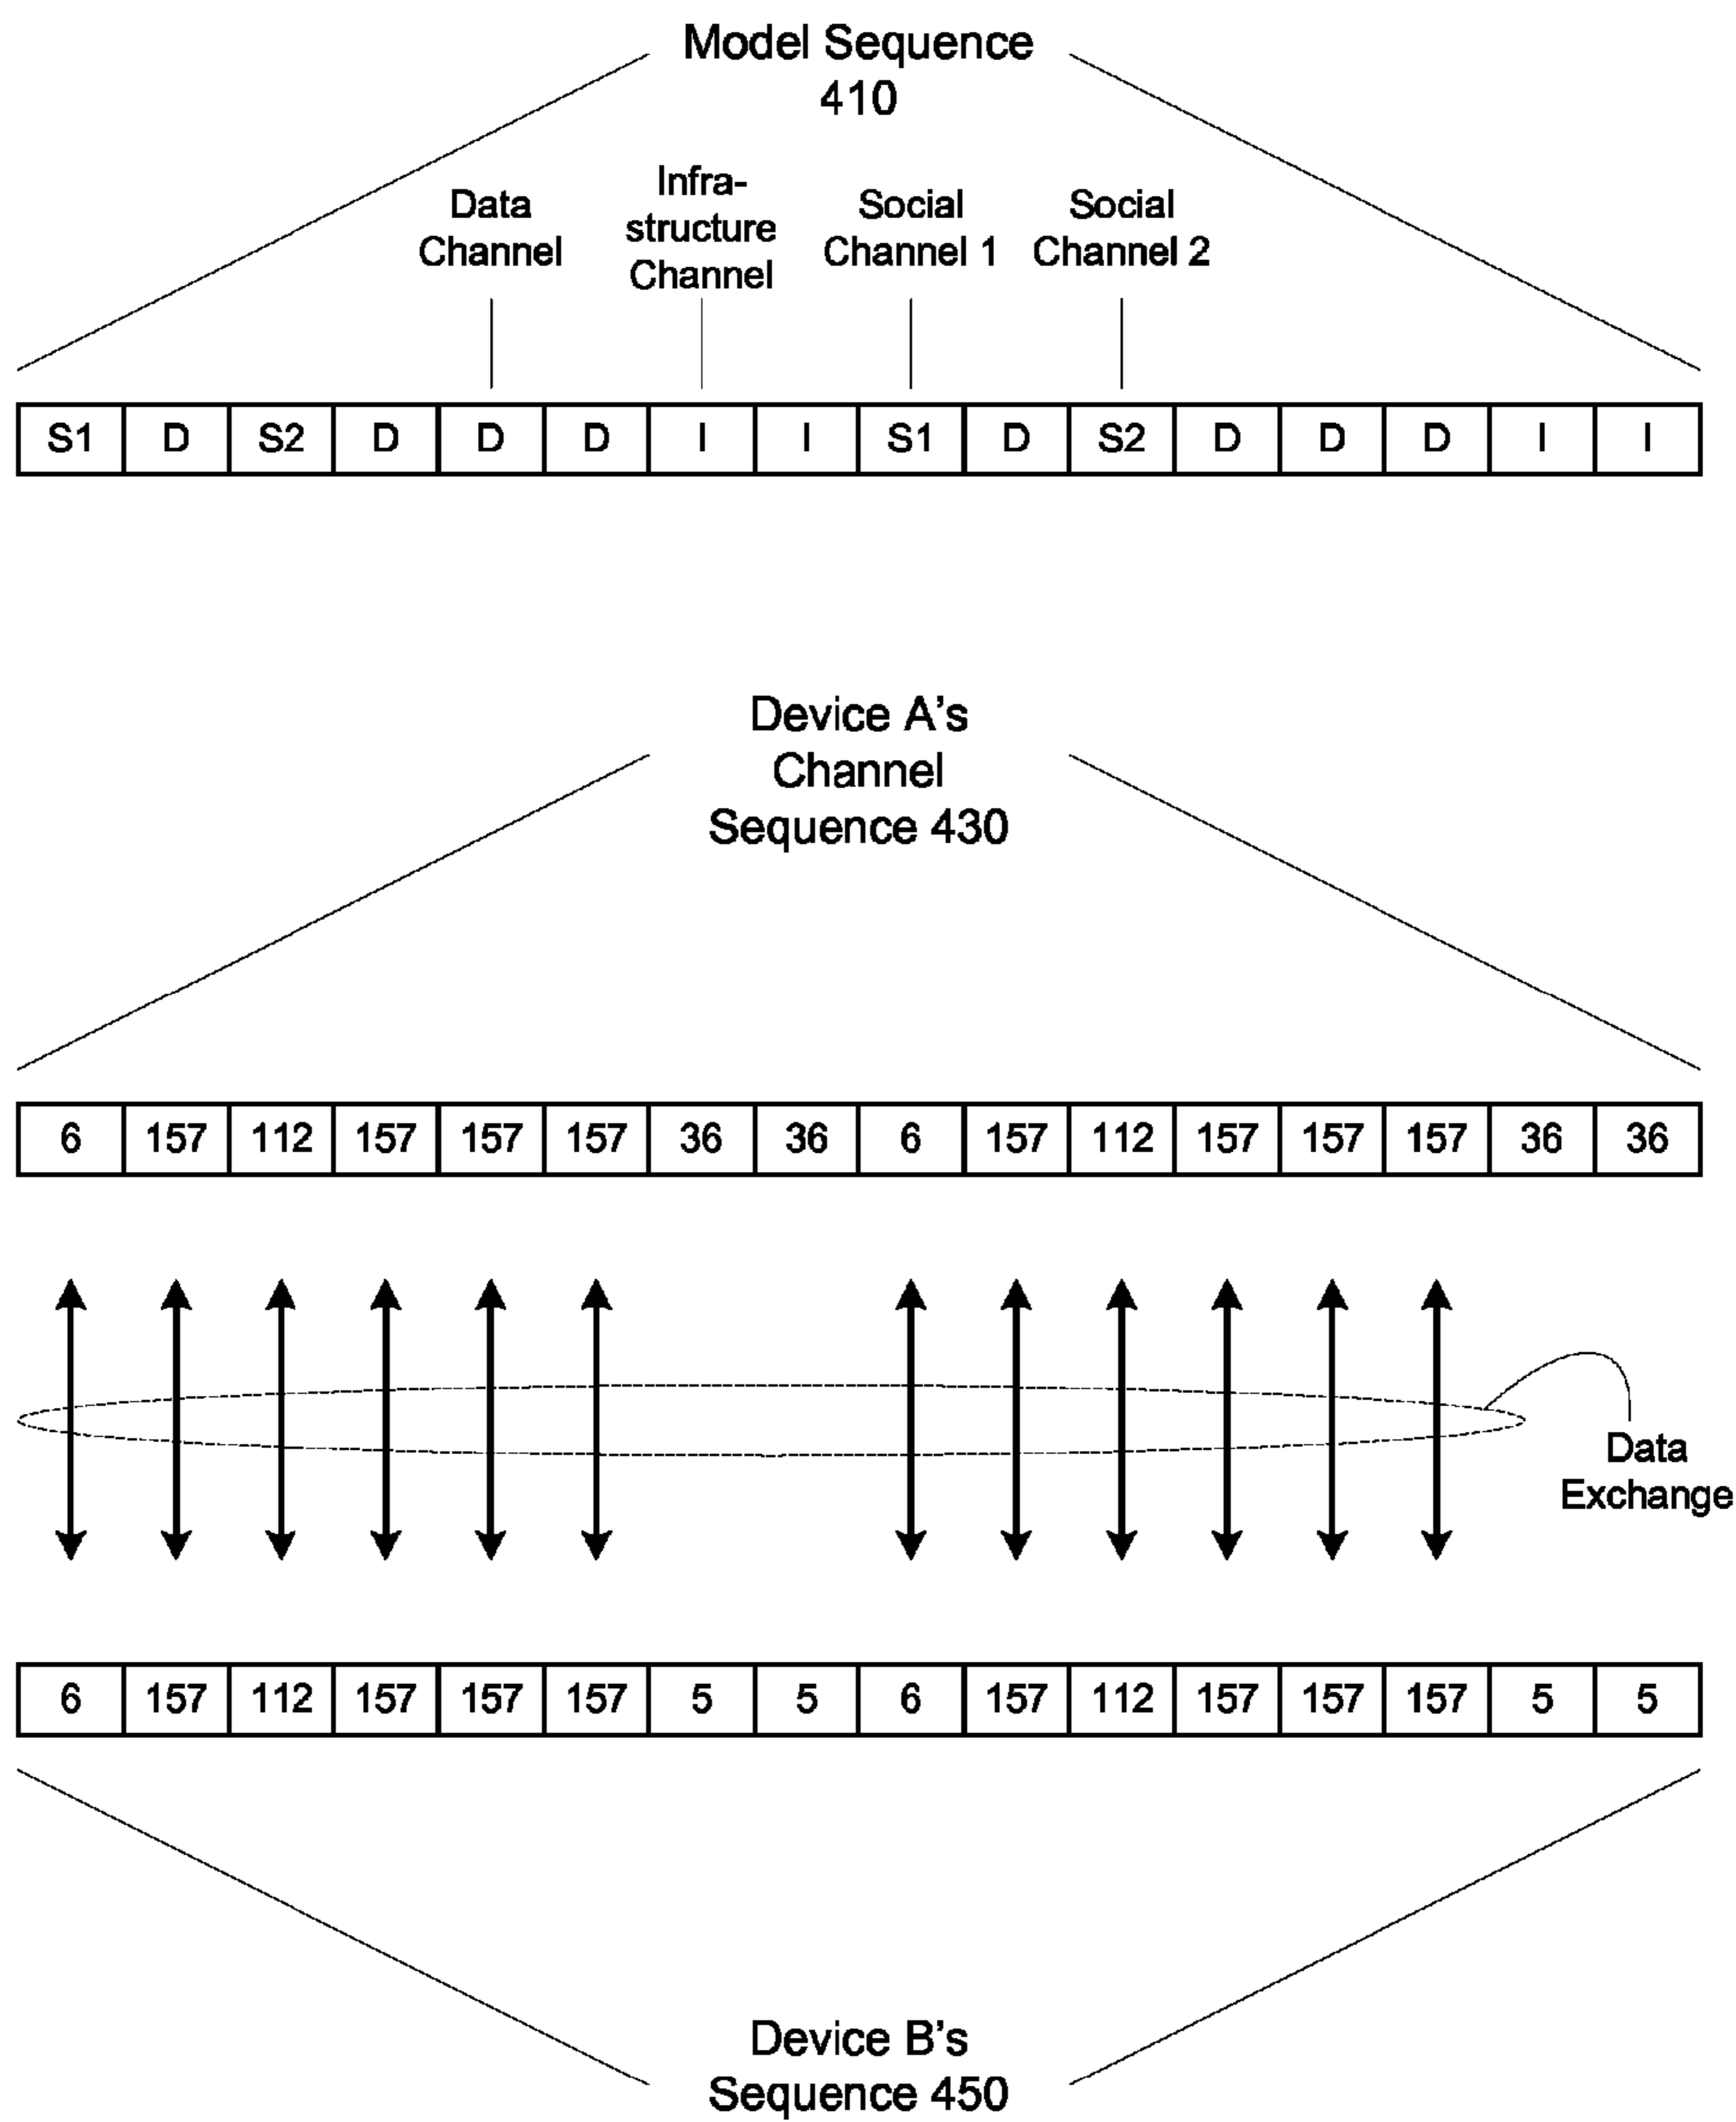 Model Sequence
410
Data
Channel
Infra-
structure
Channel
Social
Channel 1
Social
Channel 2
S1 D S2 D D D I I S1 D S2 D D D I I
Device A's
Channel
Sequence 430
6 157 112 157 157 157 36 36 6 157 112 157 157 157 36 36
Data
Exchange
6 157 112 157 157 157 5 5 6 157 112 157 157 157 5 5
Device B's
Sequence 450